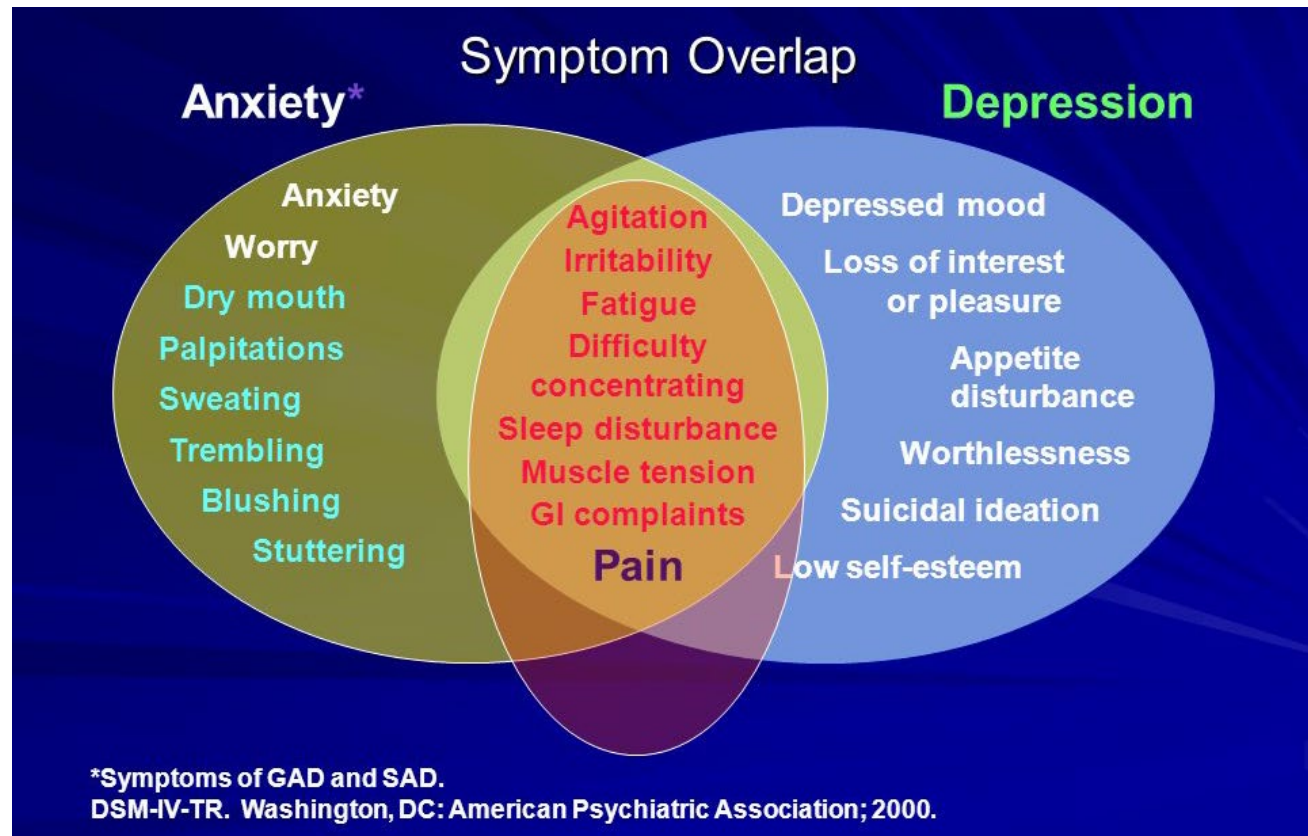 Symptom Overlap
Anxiety*
Depression
Anxiety
Worry
Dry mouth
Palpitations
Sweating
Trembling
Blushing
Stuttering
Agitation
Irritability
Fatigue
Difficulty
concentrating
Sleep disturbance
Muscle tension
GI complaints
Pain
Depressed mood
Loss of interest
or pleasure
Appetite
disturbance
Worthlessness
Suicidal ideation
Low self-esteem
*Symptoms of GAD and SAD.
DSM-IV-TR. Washington, DC: American Psychiatric Association; 2000.